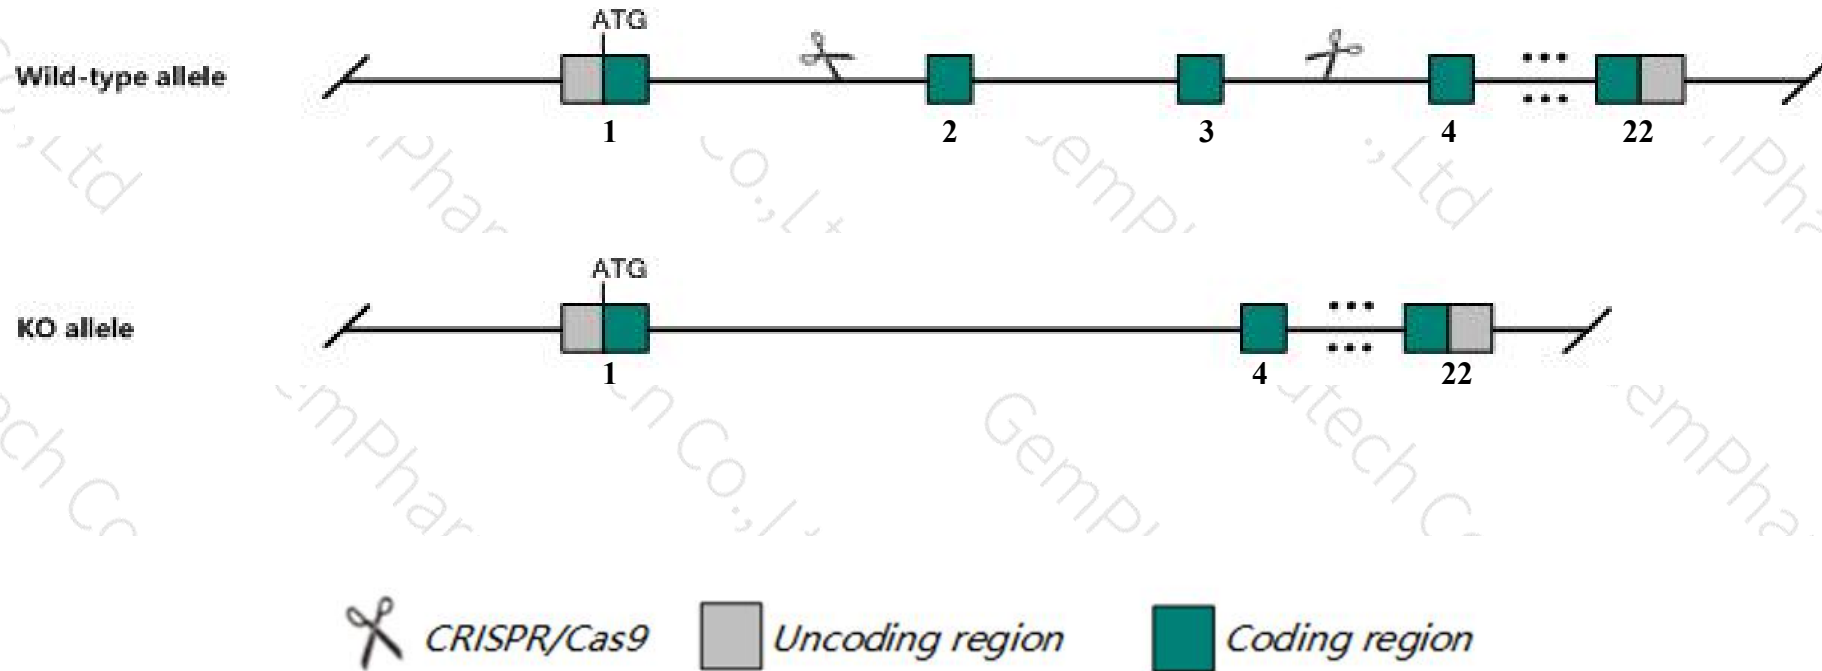 ATG
Wild-type allele
1 2 3 4 22
ATG
KO allele
1 4 22
CRISPR/Cas9 Uncoding region Coding region